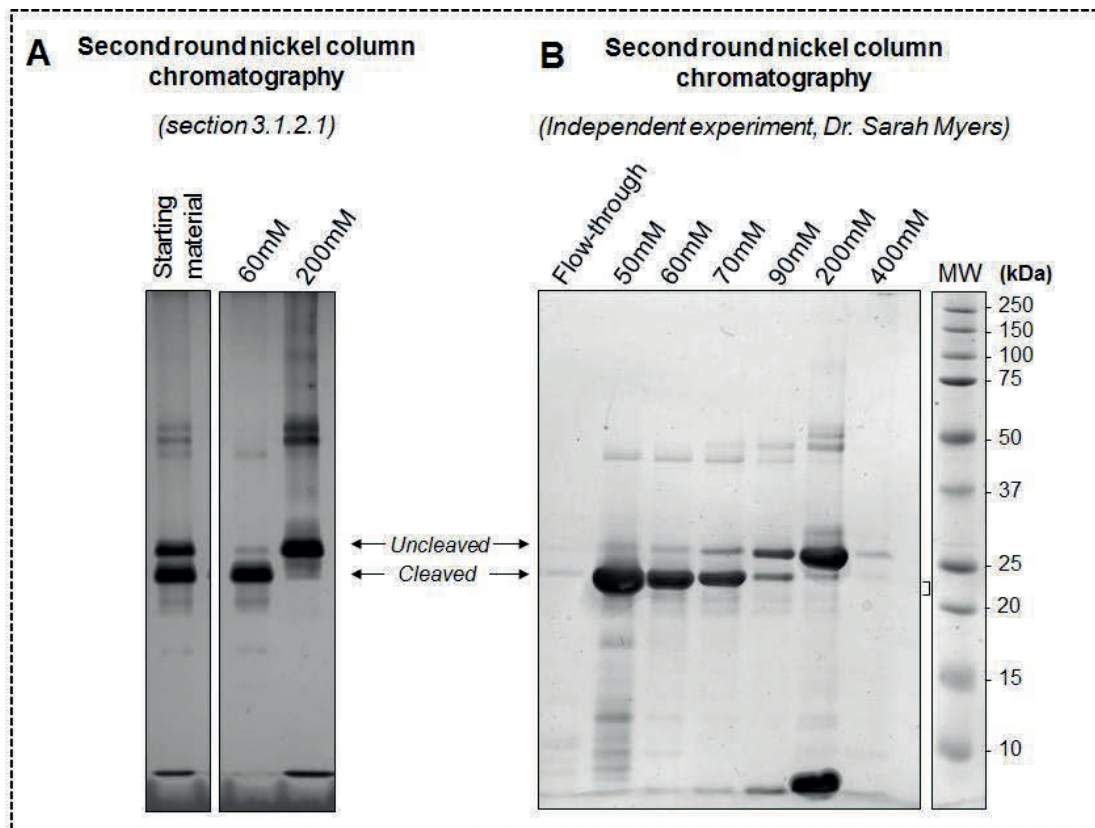 A
Second round nickel column
chromatography
(section 3.1.2.1)
Starting
material
60mM
200mM
B
Second round nickel column
chromatography
(Independent experiment, Dr. Sarah Myers)
Flow-through
50mM
60mM
70mM
90mM
200mM
400mM
MW
(kDa)
250
150
100
75
50
37
25
20
15
10
Uncleaved
Cleaved